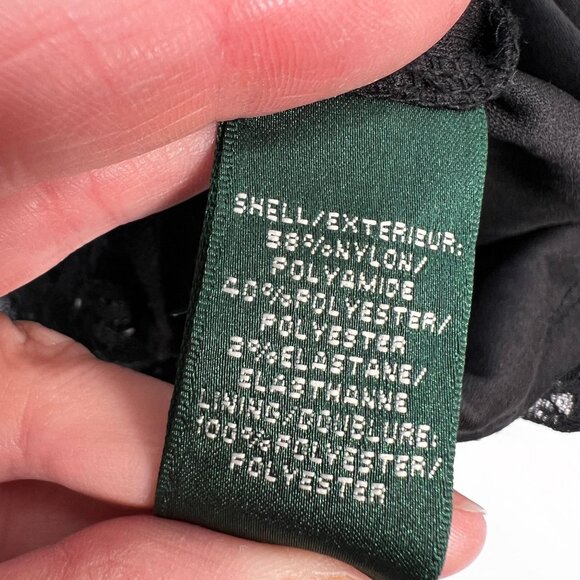 SHELL/EXTERIEUR:
58%NYLON/
POLYAMIDE
40%POLYESTER/
POLYESTER
2%ELASTANE/
ELASTHANNE
LINING/DOUBLURE:
100%POLYESTER/
POLYESTER